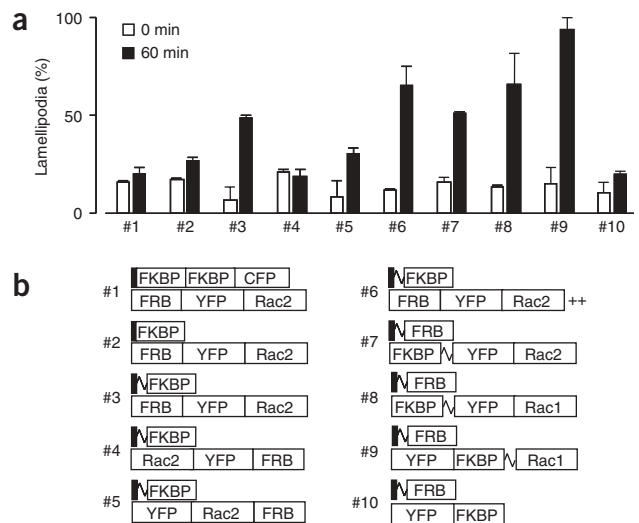 a
0 min
60 min
Lamellipodia (%)
100
50
0
#1 #2 #3 #4 #5 #6 #7 #8 #9 #10
b
#1
FKBP FKBP CFP
FRB YFP Rac2
#2
FKBP
FRB YFP Rac2
#3
FKBP
FRB YFP Rac2
#4
FKBP
Rac2 YFP FRB
#5
FKBP
YFP Rac2 FRB
#6
FKBP
FRB YFP Rac2 ++
#7
FRB
FKBP YFP Rac2
#8
FRB
FKBP YFP Rac1
#9
FRB
YFP FKBP Rac1
#10
FRB
YFP FKBP